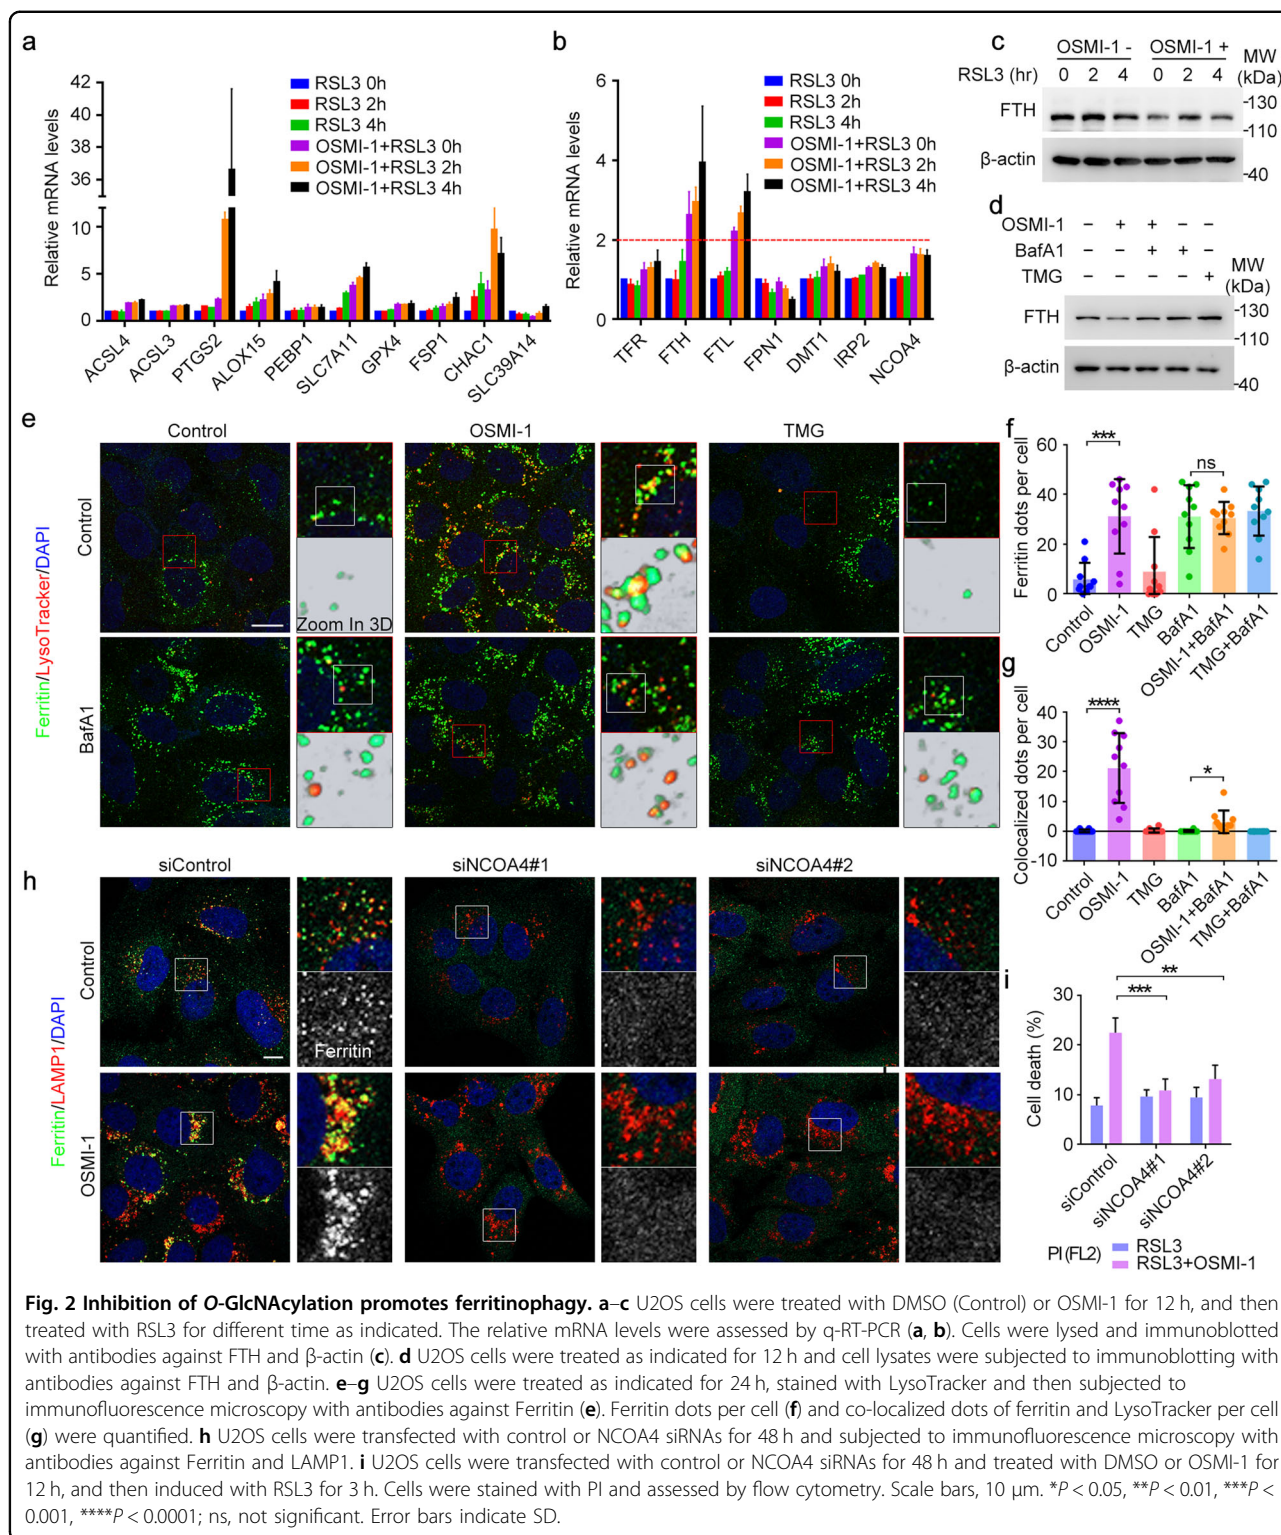 a
42
40
38
36
10
5
0
Relative mRNA levels
RSL3 0h
RSL3 2h
RSL3 4h
OSMI-1+RSL3 0h
OSMI-1+RSL3 2h
OSMI-1+RSL3 4h
ACSL4
ACSL3
PTGS2
ALOX15
PEBP1
SLC7A11
GPX4
FSP1
CHAC1
SLC39A14
b
6
4
2
0
Relative mRNA levels
RSL3 0h
RSL3 2h
RSL3 4h
OSMI-1+RSL3 0h
OSMI-1+RSL3 2h
OSMI-1+RSL3 4h
TFR
FTH
FTL
FPN1
DMT1
IRP2
NCOA4
c
OSMI-1 - OSMI-1 +
MW
(kDa)
RSL3 (hr) 0 2 4 0 2 4
FTH
-130
-110
β-actin
-40
d
OSMI-1 − + + − −
BafA1 − − + + −
TMG − − − − +
MW
(kDa)
FTH
-130
-110
β-actin
-40
e
Control
OSMI-1
TMG
Ferritin/LysoTracker/DAPI
Control
Zoom In 3D
BafA1
f
60
40
20
0
Ferritin dots per cell
***
ns
Control
OSMI-1
TMG
BafA1
OSMI-1+BafA1
TMG+BafA1
g
40
30
20
10
0
-10
Colocalized dots per cell
****
*
Control
OSMI-1
TMG
BafA1
OSMI-1+BafA1
TMG+BafA1
h
siControl
siNCOA4#1
siNCOA4#2
Ferritin/LAMP1/DAPI
Control
Ferritin
OSMI-1
i
30
20
10
0
Cell death (%)
**
***
siControl
siNCOA4#1
siNCOA4#2
PI(FL2)
RSL3
RSL3+OSMI-1
Fig. 2 Inhibition of O-GlcNAcylation promotes ferritinophagy. a–c U2OS cells were treated with DMSO (Control) or OSMI-1 for 12 h, and then
treated with RSL3 for different time as indicated. The relative mRNA levels were assessed by q-RT-PCR (a, b). Cells were lysed and immunoblotted
with antibodies against FTH and β-actin (c). d U2OS cells were treated as indicated for 12 h and cell lysates were subjected to immunoblotting with
antibodies against FTH and β-actin. e–g U2OS cells were treated as indicated for 24 h, stained with LysoTracker and then subjected to
immunofluorescence microscopy with antibodies against Ferritin (e). Ferritin dots per cell (f) and co-localized dots of ferritin and LysoTracker per cell
(g) were quantified. h U2OS cells were transfected with control or NCOA4 siRNAs for 48 h and subjected to immunofluorescence microscopy with
antibodies against Ferritin and LAMP1. i U2OS cells were transfected with control or NCOA4 siRNAs for 48 h and treated with DMSO or OSMI-1 for
12 h, and then induced with RSL3 for 3 h. Cells were stained with PI and assessed by flow cytometry. Scale bars, 10 μm. *P < 0.05, **P < 0.01, ***P <
0.001, ****P < 0.0001; ns, not significant. Error bars indicate SD.